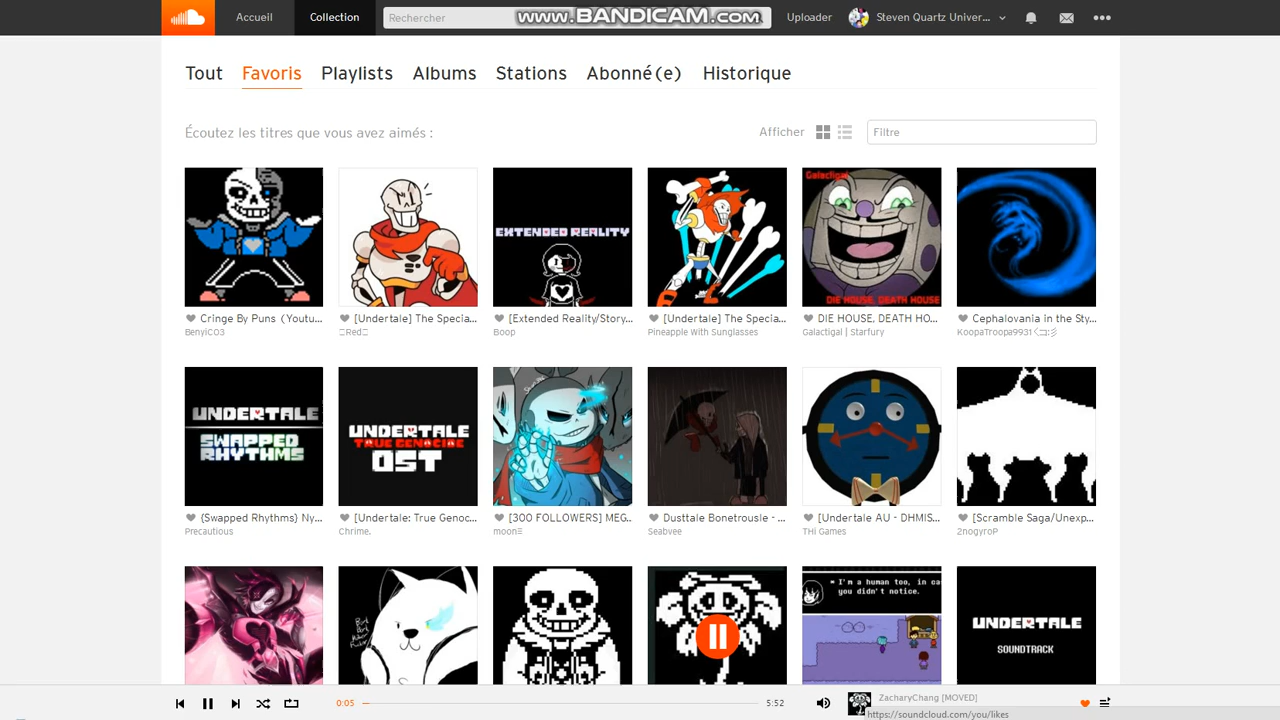 Accueil
Collection
Rechercher
www.BANDICAM.com
Uploader
Steven Quartz Univer...
Tout
Favoris
Playlists
Albums
Stations
Abonné(e)
Historique
Écoutez les titres que vous avez aimés :
Afficher
Filtre
EXTENDED REALITY
Galactigal
DIE HOUSE, DEATH HOUSE
Cringe By Puns (Youtu...
[Undertale] The Specia...
[Extended Reality/Story...
[Undertale] The Specia...
DIE HOUSE, DEATH HO...
Cephalovania in the Sty...
BenyiC03
Red
Boop
Pineapple With Sunglasses
Galactigal | Starfury
KoopaTroopa9931
UNDERTALE
SWAPPED
RHYTHMS
UNDERTALE
TRUE GENOCIDE
OST
{Swapped Rhythms} Ny...
[Undertale: True Genoc...
[300 FOLLOWERS] MEG...
Dusttale Bonetrousle - ...
[Undertale AU - DHMIS...
[Scramble Saga/Unexp...
Precautious
Chrime.
moon
Seabvee
THi Games
2nogyroP
* I'm a human too, in ca
you didn't notice.
UNDERTALE
SOUNDTRACK
0:05
5:52
ZacharyChang [MOVED]
https://soundcloud.com/you/likes